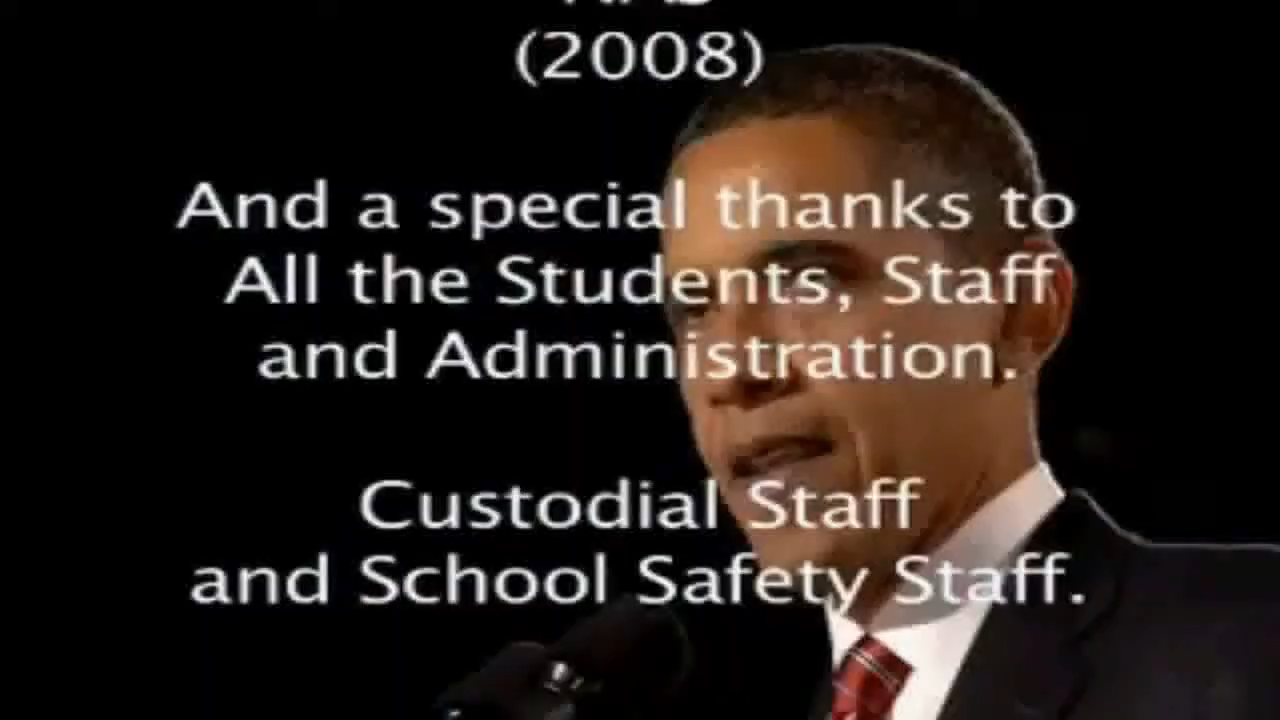 (2008)
And a special thanks to
All the Students, Staff
and Administration.
Custodial Staff
and School Safety Staff.